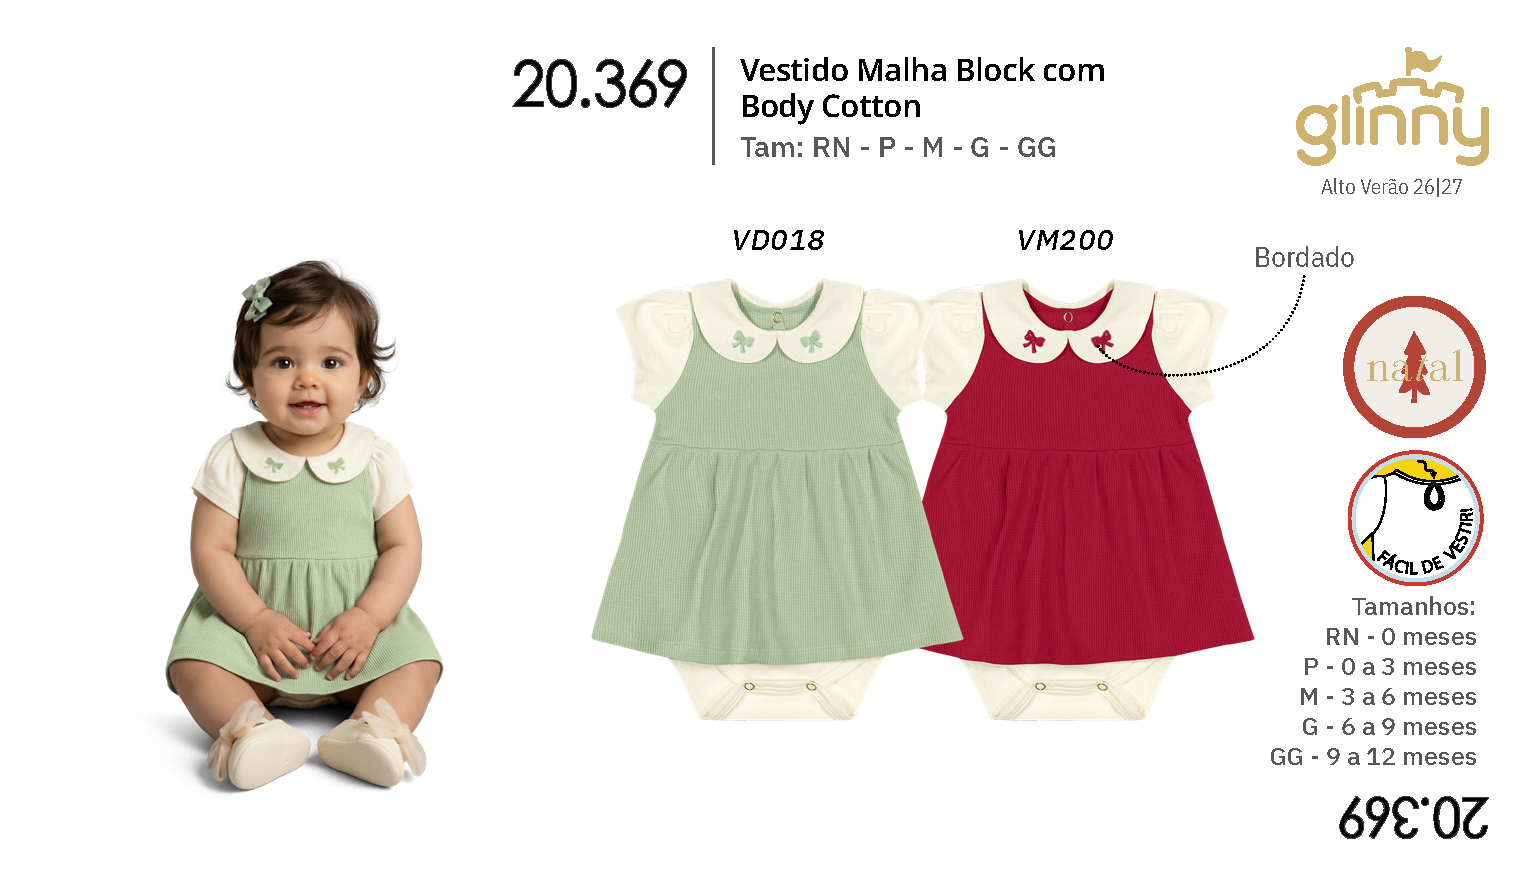 20.369
Vestido Malha Block com
Body Cotton
Tam: RN - P - M - G - GG
glinny
Alto Verão 26|27
VD018
VM200
Bordado
natal
FÁCIL DE VESTIR!
Tamanhos:
RN - 0 meses
P - 0 a 3 meses
M - 3 a 6 meses
G - 6 a 9 meses
GG - 9 a 12 meses
20.369